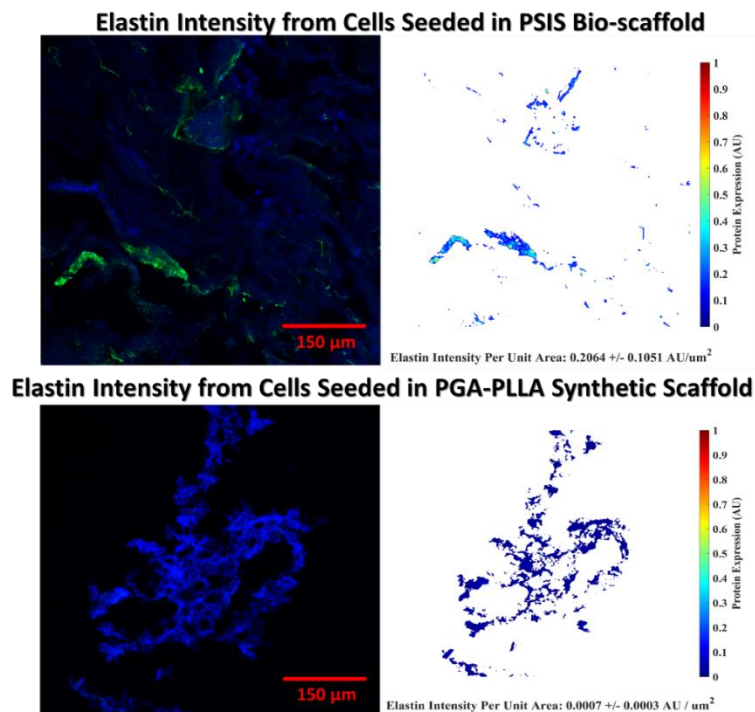 Elastin Intensity from Cells Seeded in PSIS Bio-scaffold
150 µm
1
0.9
0.8
0.7
0.6
0.5
0.4
0.3
0.2
0.1
0
Protein Expression (AU)
Elastin Intensity Per Unit Area: 0.2064 +/- 0.1051 AU/um²
Elastin Intensity from Cells Seeded in PGA-PLLA Synthetic Scaffold
150 µm
1
0.9
0.8
0.7
0.6
0.5
0.4
0.3
0.2
0.1
0
Protein Expression (AU)
Elastin Intensity Per Unit Area: 0.0007 +/- 0.0003 AU / um²